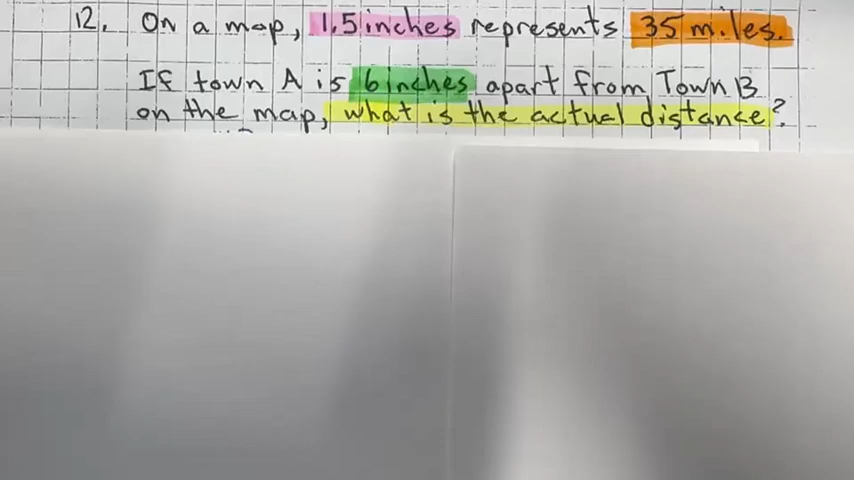 12. On a map, 1.5 inches represents 35 miles.
If town A is 6 inches apart from Town B
on the map, what is the actual distance?